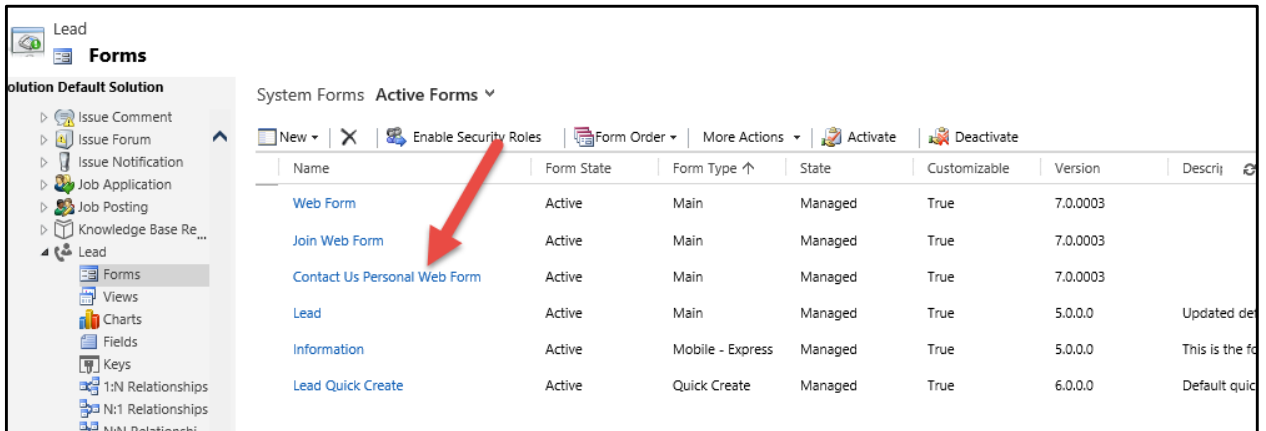 Lead
Forms
olution Default Solution
Issue Comment
Issue Forum
Issue Notification
Job Application
Job Posting
Knowledge Base Re...
Lead
Forms
Views
Charts
Fields
Keys
1:N Relationships
N:1 Relationships
N:N Relationshi
System Forms Active Forms
New Enable Security Roles Form Order More Actions Activate Deactivate
Name Form State Form Type ↑ State Customizable Version Descrip
Web Form Active Main Managed True 7.0.0003
Join Web Form Active Main Managed True 7.0.0003
Contact Us Personal Web Form Active Main Managed True 7.0.0003
Lead Active Main Managed True 5.0.0.0 Updated det
Information Active Mobile - Express Managed True 5.0.0.0 This is the fo
Lead Quick Create Active Quick Create Managed True 6.0.0.0 Default quic